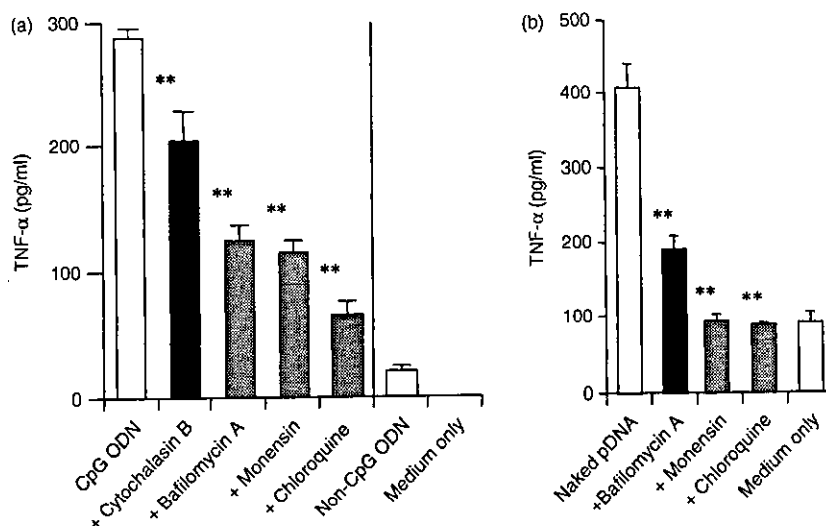 (a)
300
200
100
0
TNF-α (pg/ml)
**
**
**
**
CpG ODN
+ Cytochalasin B
+ Bafilomycin A
+ Monensin
+ Chloroquine
Non-CpG ODN
Medium only
(b)
500
400
300
200
100
0
TNF-α (pg/ml)
**
**
**
Naked pDNA
+Bafilomycin A
+ Monensin
+ Chloroquine
Medium only